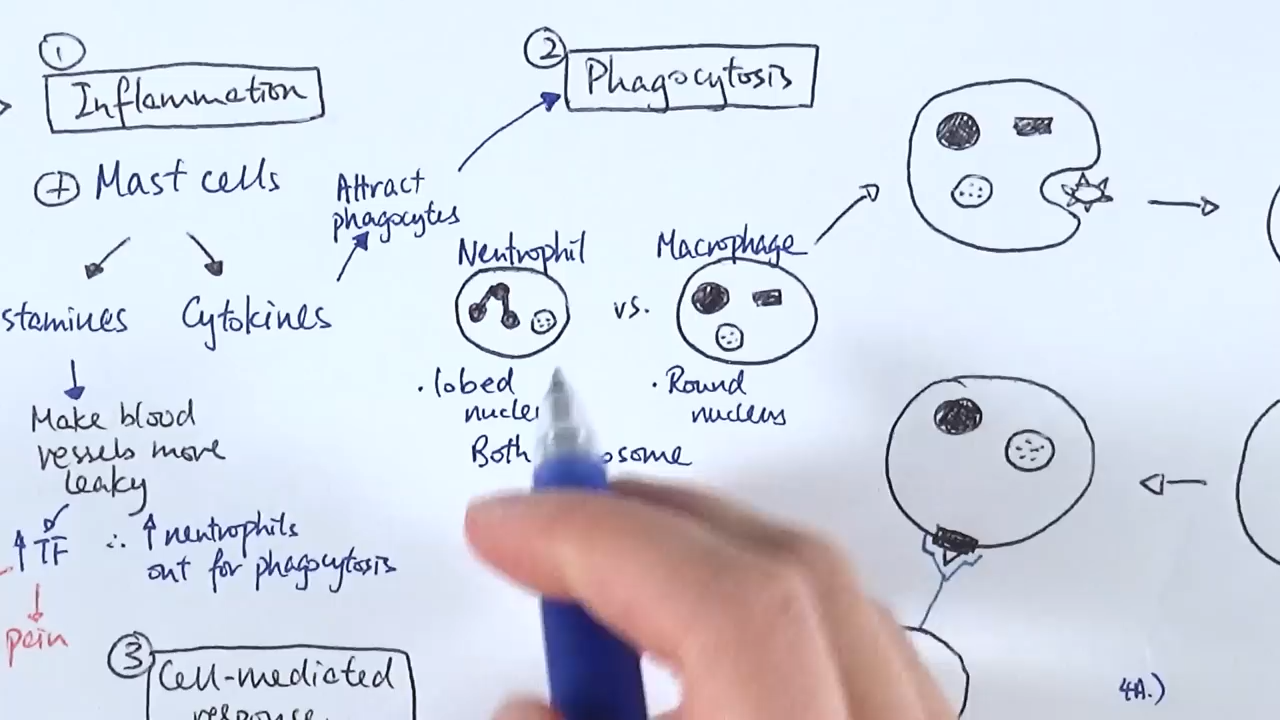 1
Inflammation
+ Mast cells
stamines
Cytokines
Make blood
vessels more
leaky
↑ TF
∴ ↑ neutrophils
out for phagocytosis
pain
Attract
phagocytes
2
Phagocytosis
Neutrophil
vs.
Macrophage
· lobed
· Round
nucleus
Both
some
3
Cell-mediated
response
4A.)